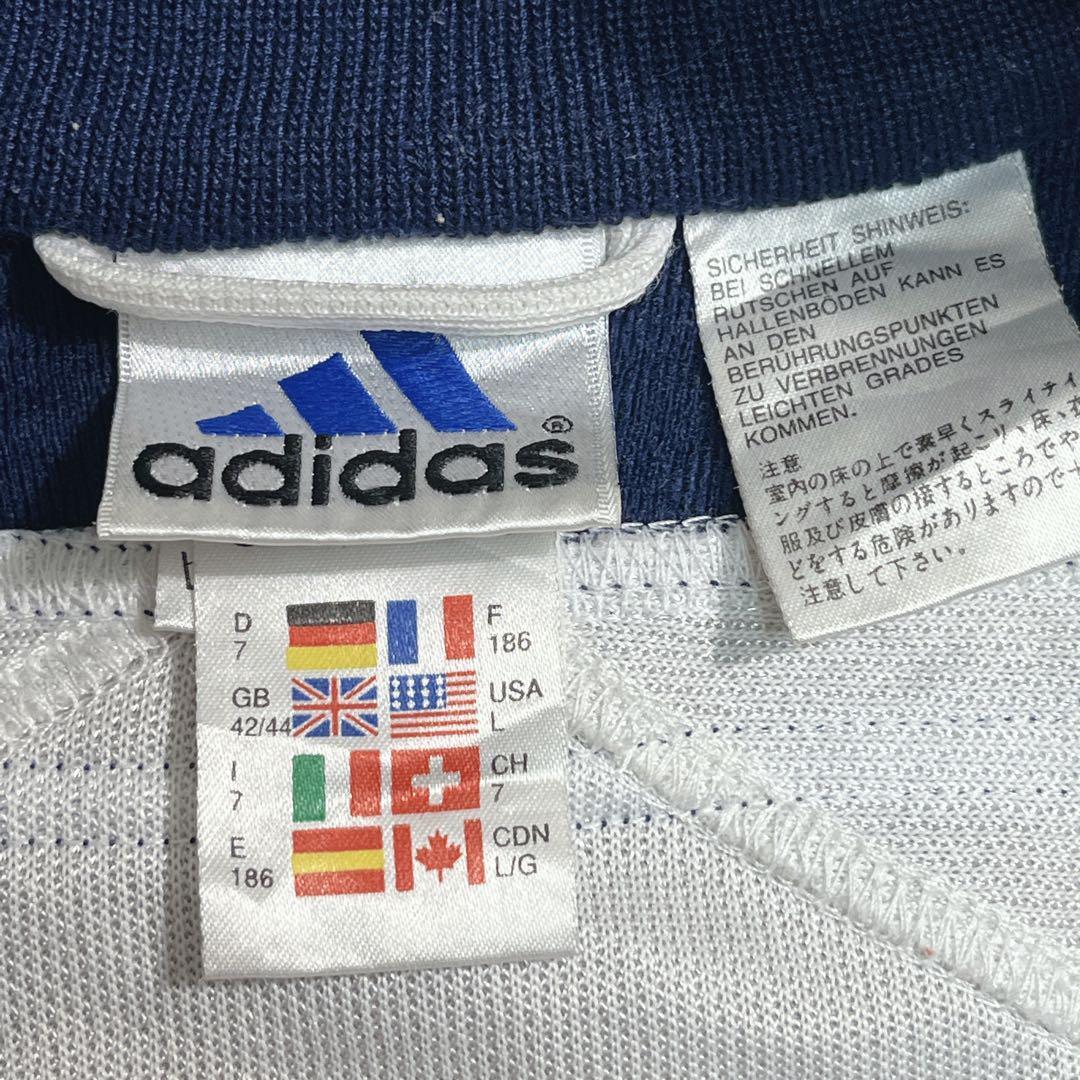 adidas®
D
7
F
186
GB
42/44
USA
L
I
7
CH
7
E
186
CDN
L/G
SICHERHEIT SHINWEIS:
BEI SCHNELLEM
RUTSCHEN AUF
HALLENBÖDEN KANN ES
AN DEN
BERÜHRUNGSPUNKTEN
ZU VERBRENNUNGEN
LEICHTEN GRADES
KOMMEN.
注意
室内の床の上で素早くスライディ
ングすると摩擦が起こり、床、衣
服及び皮膚の接するところでや
どをする危険がありますので
注意して下さい。